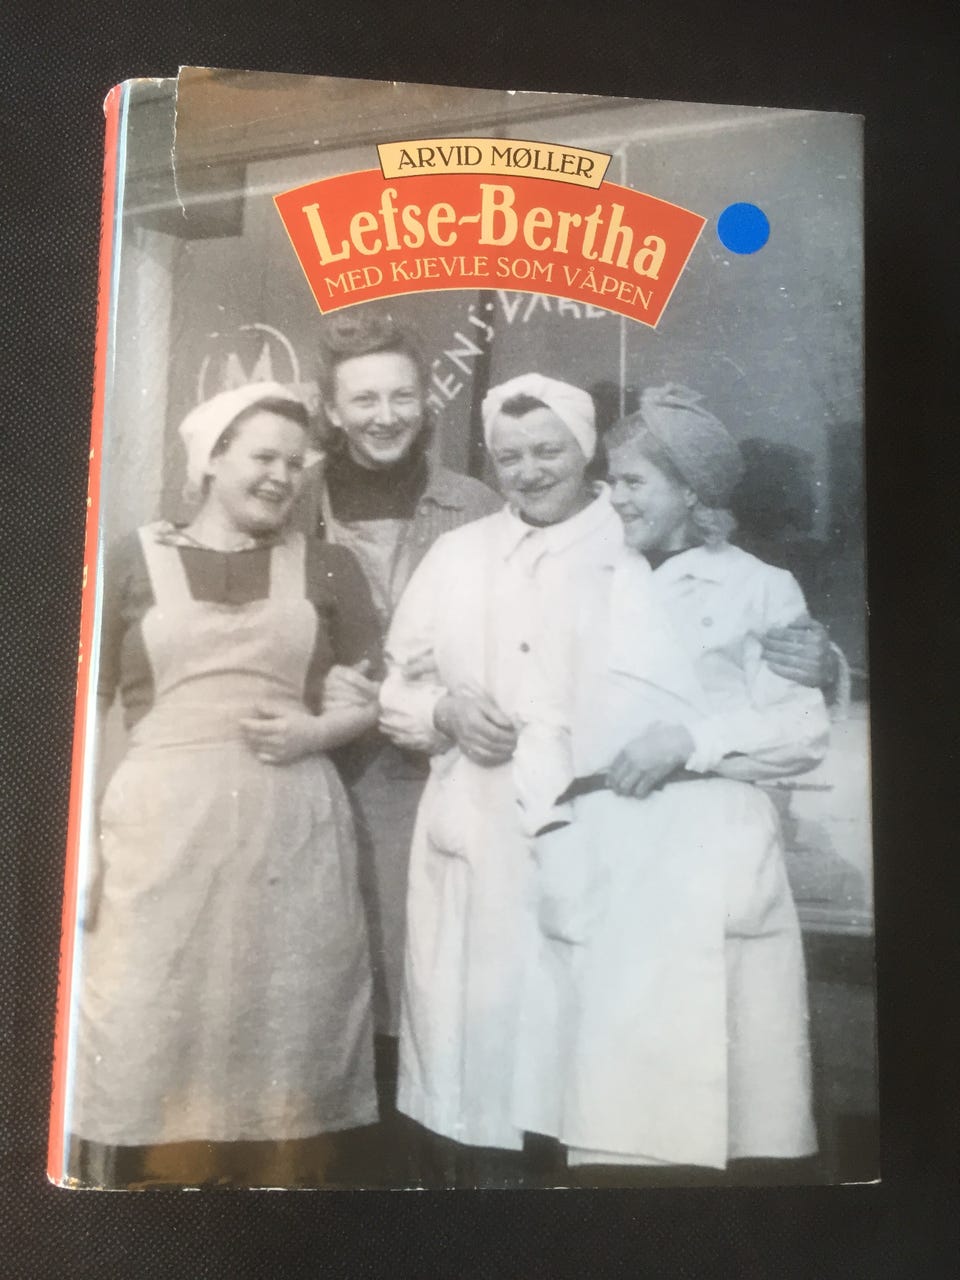 ARVID MØLLER
Lefse-Bertha
MED KJEVLE SOM VÅPEN
M